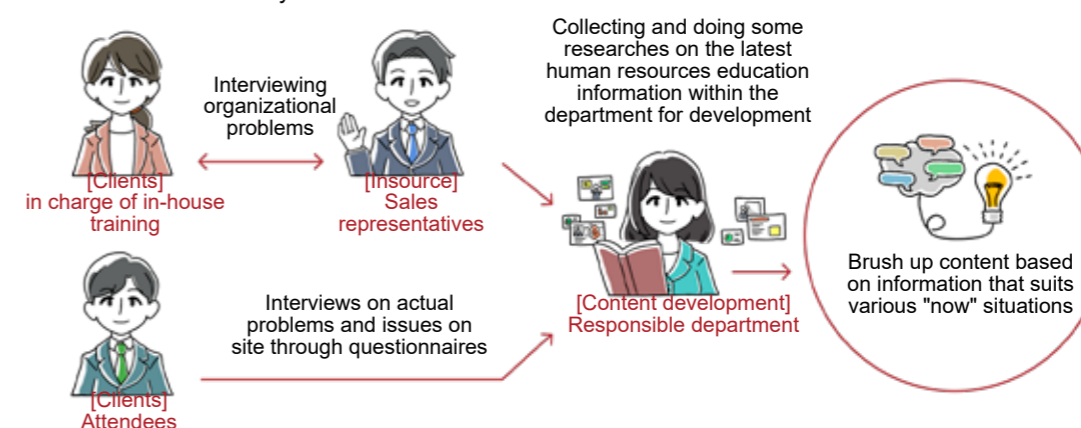 Interviewing
organizational
problems
[Clients]
in charge of in-house
training
[Insource]
Sales
representatives
Collecting and doing some
researches on the latest
human resources education
information within the
department for development
[Clients]
Attendees
Interviews on actual
problems and issues on
site through questionnaires
[Content development]
Responsible department
Brush up content based
on information that suits
various "now" situations